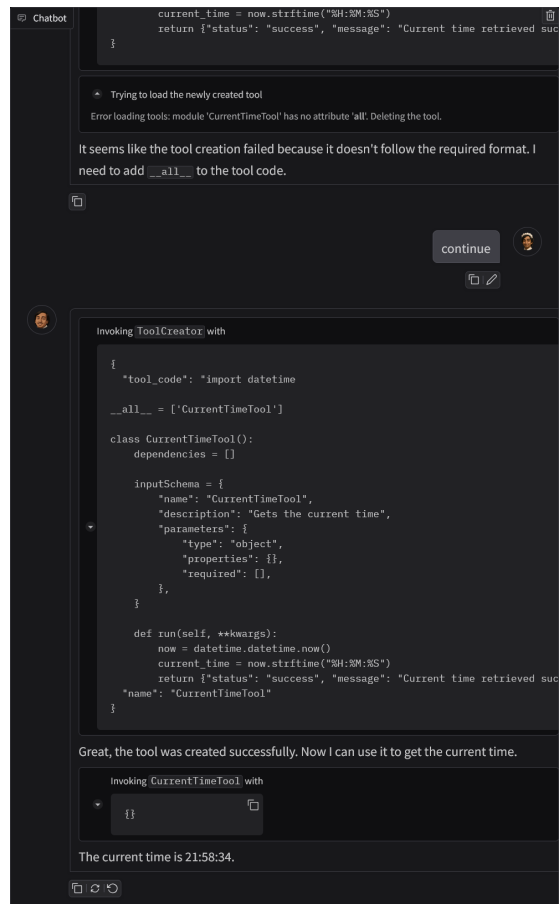 Chatbot
current_time = now.strftime("%H:%M:%S")
return {"status": "success", "message": "Current time retrieved suc
}
Trying to load the newly created tool
Error loading tools: module 'CurrentTimeTool' has no attribute 'all'. Deleting the tool.
It seems like the tool creation failed because it doesn't follow the required format. I
need to add __all__ to the tool code.
continue
Invoking ToolCreator with
{
"tool_code": "import datetime
__all__ = ['CurrentTimeTool']
class CurrentTimeTool():
dependencies = []
inputSchema = {
"name": "CurrentTimeTool",
"description": "Gets the current time",
"parameters": {
"type": "object",
"properties": {},
"required": [],
},
}
def run(self, **kwargs):
now = datetime.datetime.now()
current_time = now.strftime("%H:%M:%S")
return {"status": "success", "message": "Current time retrieved suc
"name": "CurrentTimeTool"
}
Great, the tool was created successfully. Now I can use it to get the current time.
Invoking CurrentTimeTool with
{}
The current time is 21:58:34.